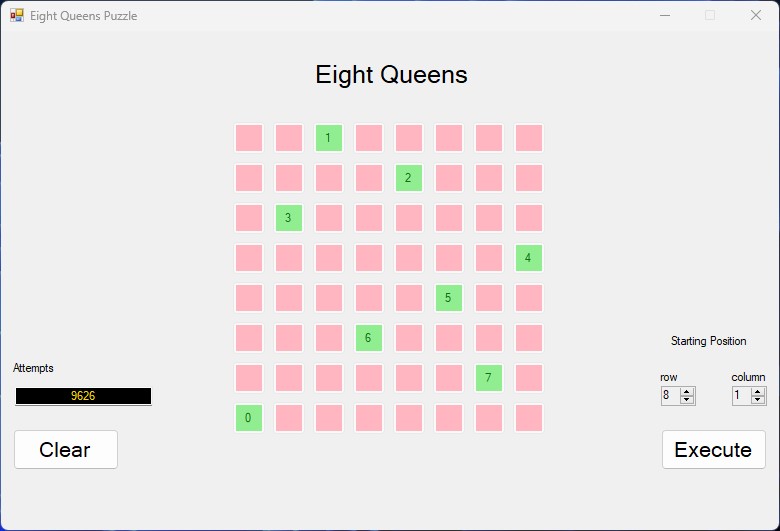 Eight Queens Puzzle
Eight Queens
1
2
3
4
5
6
7
0
Attempts
9626
Clear
Starting Position
row column
8 1
Execute